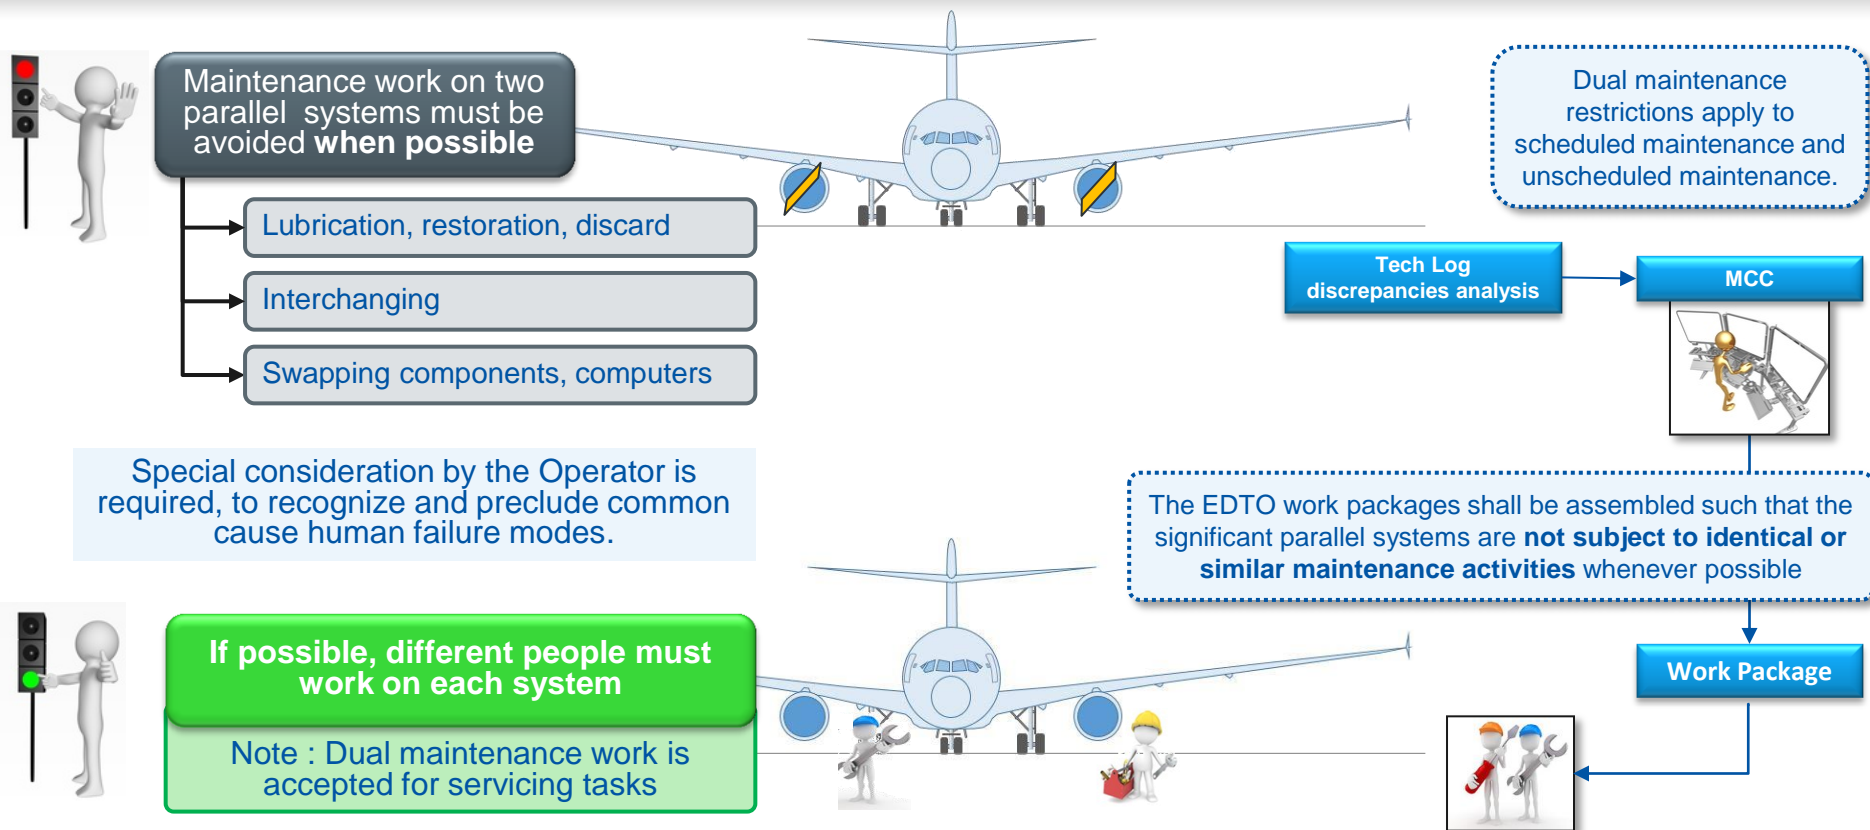 Maintenance work on two
parallel systems must be
avoided when possible
Lubrication, restoration, discard
Interchanging
Swapping components, computers
Special consideration by the Operator is
required, to recognize and preclude common
cause human failure modes.
If possible, different people must
work on each system
Note : Dual maintenance work is
accepted for servicing tasks
Dual maintenance
restrictions apply to
scheduled maintenance and
unscheduled maintenance.
Tech Log
discrepancies analysis
MCC
The EDTO work packages shall be assembled such that the
significant parallel systems are not subject to identical or
similar maintenance activities whenever possible
Work Package